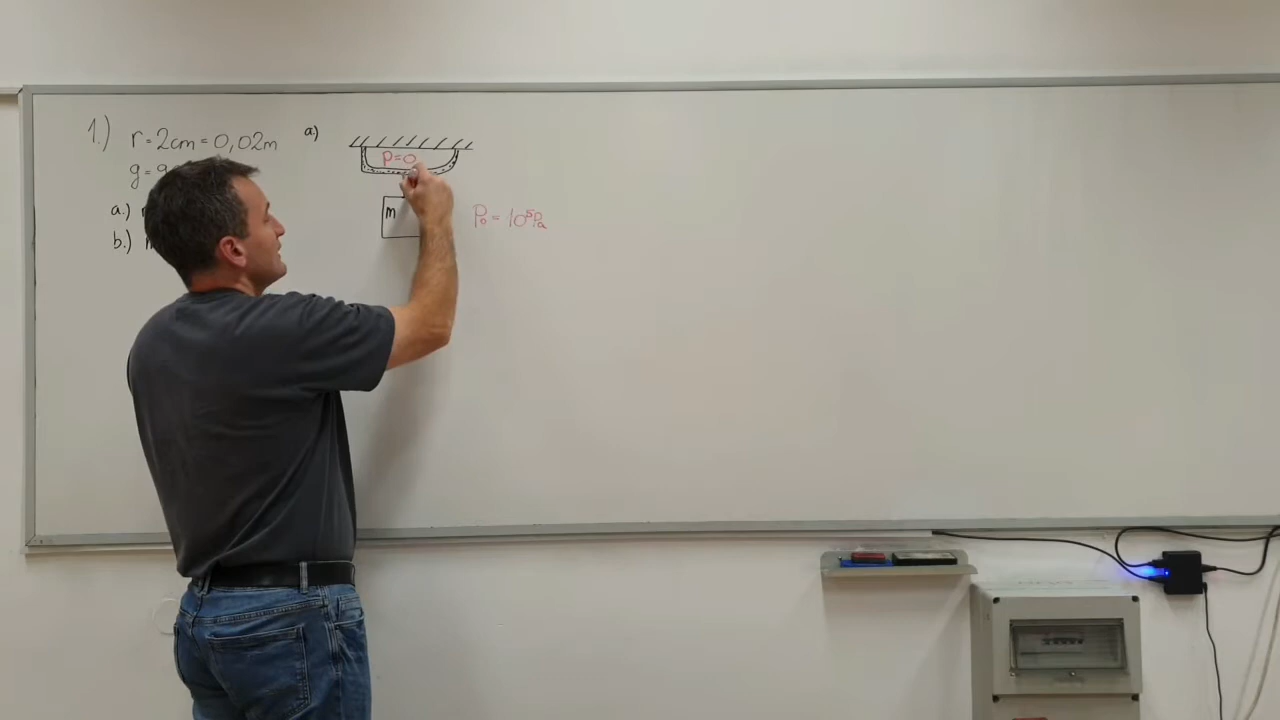 1.) r=2cm=0,02m
g=9
a.)
b.)
a)
p=0
m
P₀=10⁵Pa